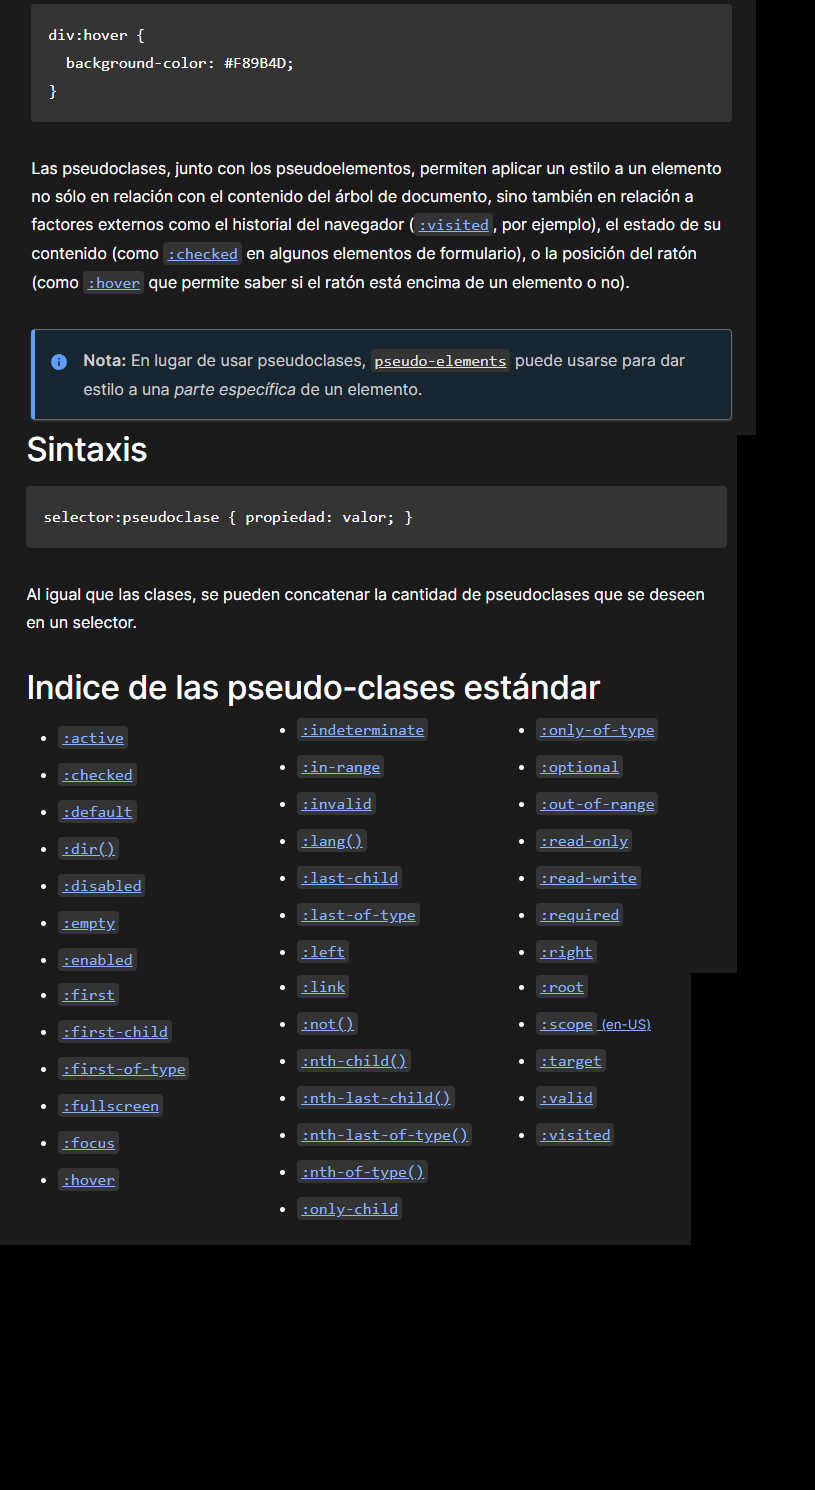 div:hover {
  background-color: #F89B4D;
}
Las pseudoclases, junto con los pseudoelementos, permiten aplicar un estilo a un elemento
no sólo en relación con el contenido del árbol de documento, sino también en relación a
factores externos como el historial del navegador (:visited, por ejemplo), el estado de su
contenido (como :checked en algunos elementos de formulario), o la posición del ratón
(como :hover que permite saber si el ratón está encima de un elemento o no).
Nota: En lugar de usar pseudoclases, pseudo-elements puede usarse para dar
estilo a una parte específica de un elemento.
Sintaxis
selector:pseudoclase { propiedad: valor; }
Al igual que las clases, se pueden concatenar la cantidad de pseudoclases que se deseen
en un selector.
Indice de las pseudo-clases estándar
• :active
• :checked
• :default
• :dir()
• :disabled
• :empty
• :enabled
• :first
• :first-child
• :first-of-type
• :fullscreen
• :focus
• :hover
• :indeterminate
• :in-range
• :invalid
• :lang()
• :last-child
• :last-of-type
• :left
• :link
• :not()
• :nth-child()
• :nth-last-child()
• :nth-last-of-type()
• :nth-of-type()
• :only-child
• :only-of-type
• :optional
• :out-of-range
• :read-only
• :read-write
• :required
• :right
• :root
• :scope (en-US)
• :target
• :valid
• :visited